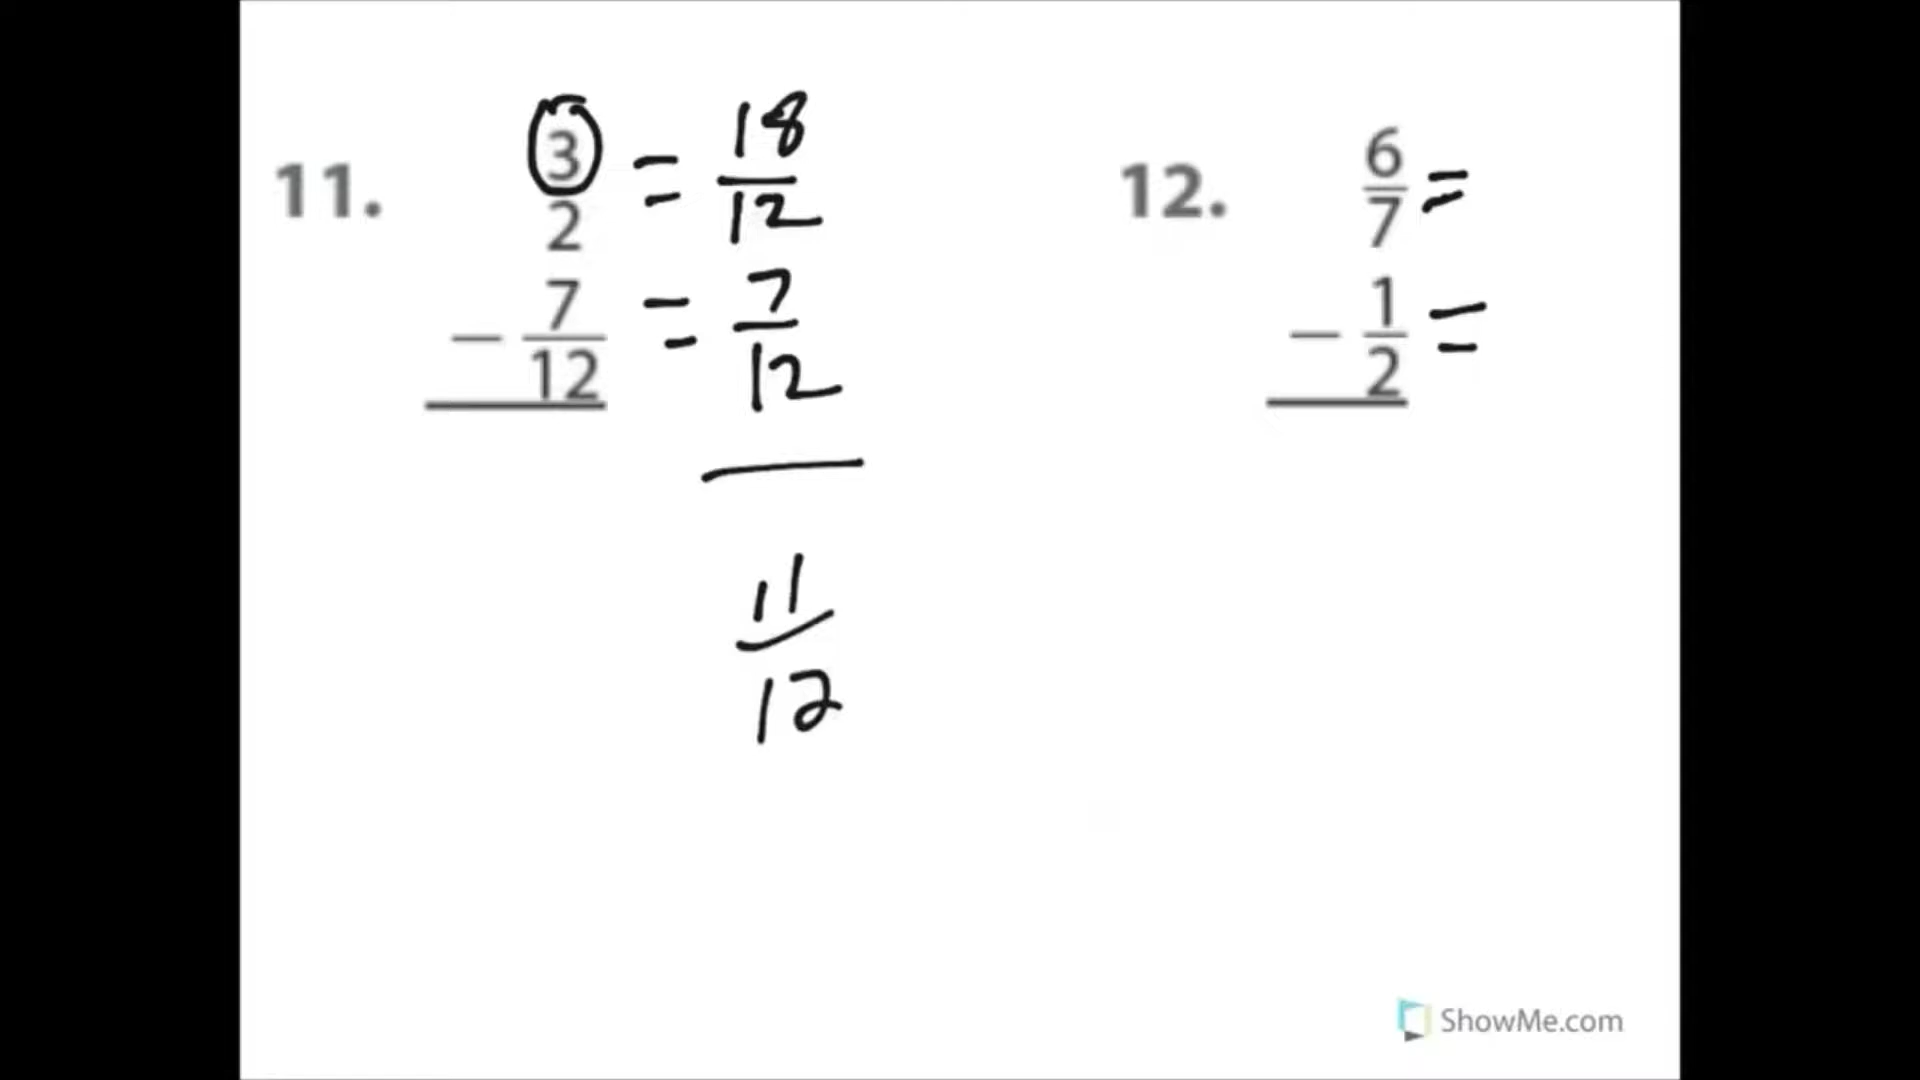 11.
3/2 = 18/12
− 7/12 = 7/12
11/12
12.
6/7 =
− 1/2 =
ShowMe.com